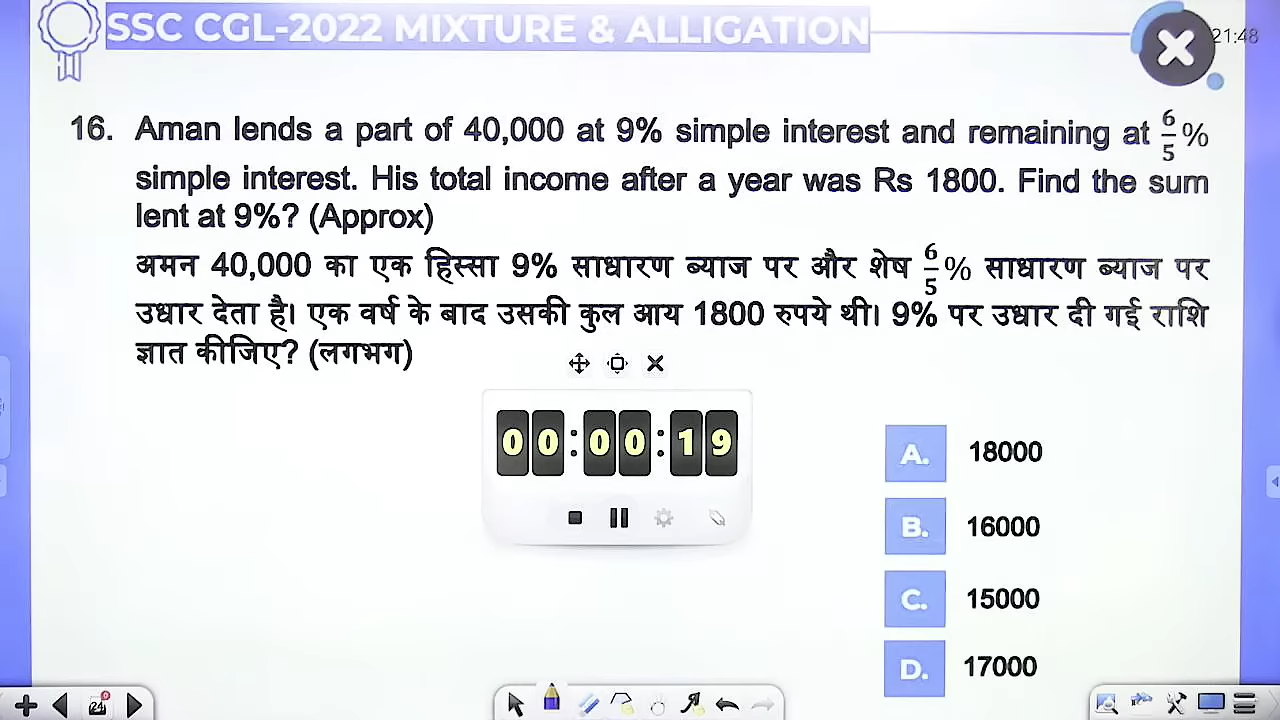 SSC CGL-2022 MIXTURE & ALLIGATION
21:48
16. Aman lends a part of 40,000 at 9% simple interest and remaining at 6/5 %
simple interest. His total income after a year was Rs 1800. Find the sum
lent at 9%? (Approx)
अमन 40,000 का एक हिस्सा 9% साधारण ब्याज पर और शेष 6/5 % साधारण ब्याज पर
उधार देता है। एक वर्ष के बाद उसकी कुल आय 1800 रुपये थी। 9% पर उधार दी गई राशि
ज्ञात कीजिए? (लगभग)
00:00:19
A. 18000
B. 16000
C. 15000
D. 17000
24